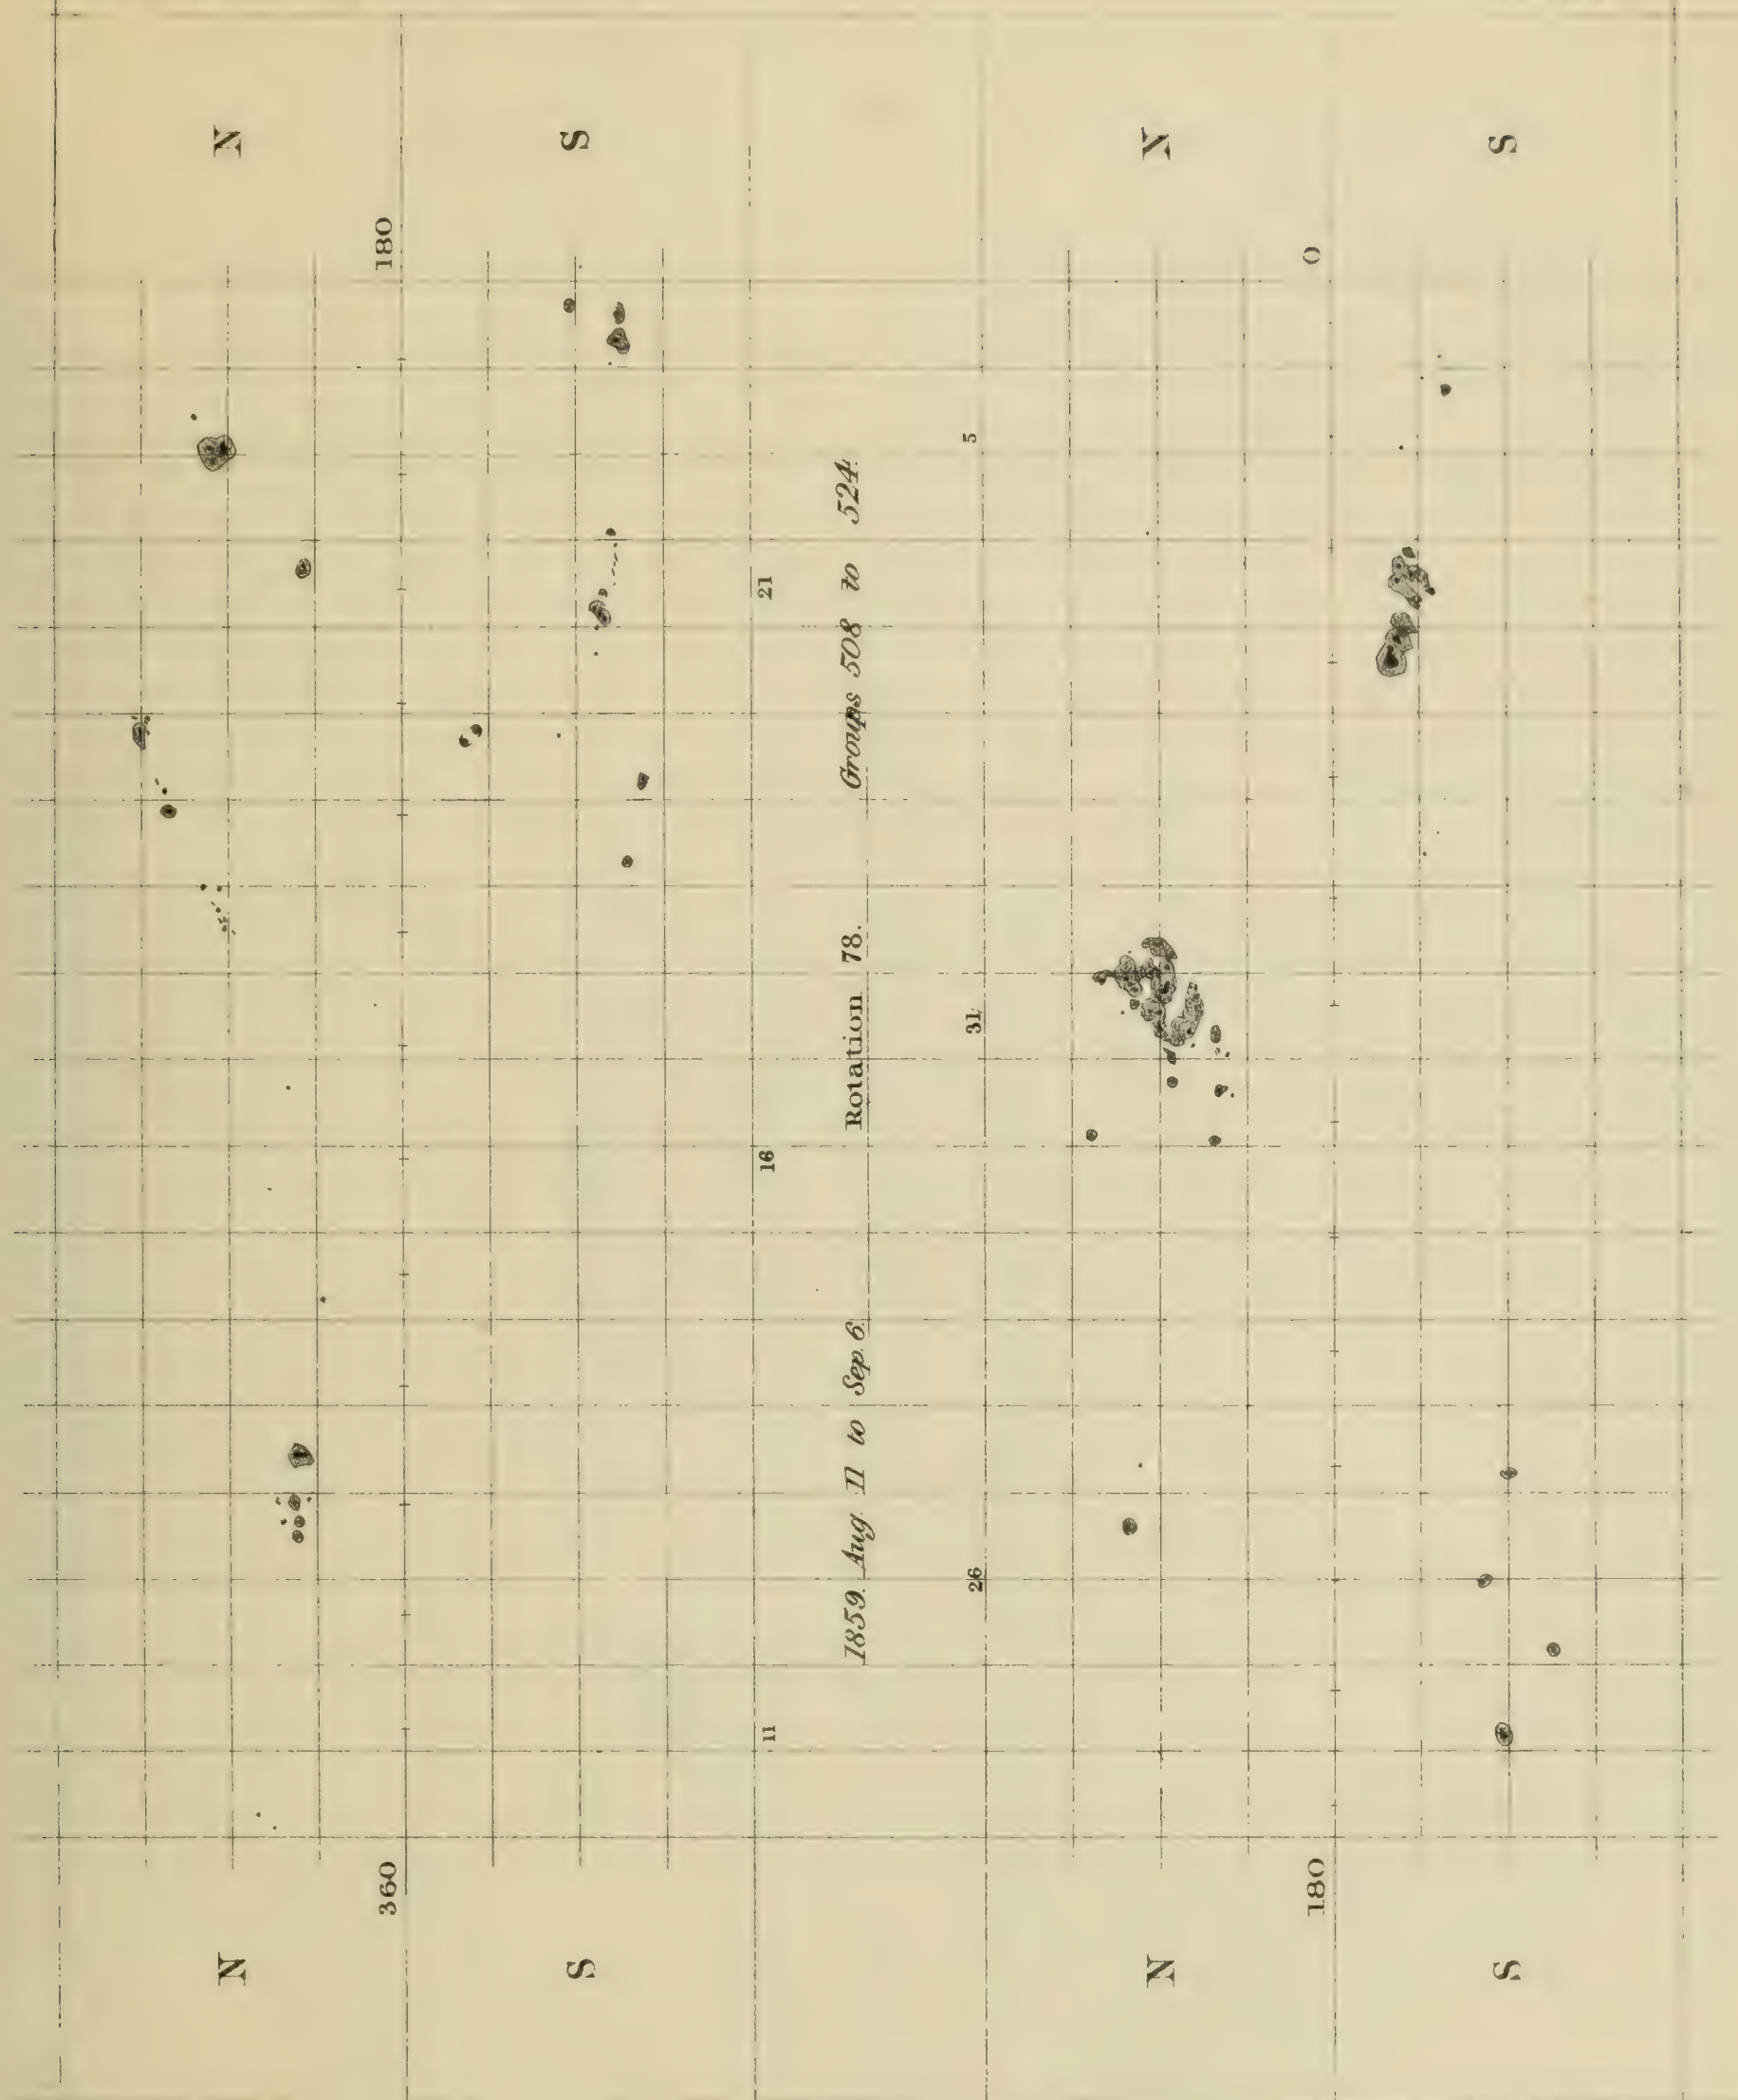 N S
360 180
11 16 21
1859. Aug. 11 to Sep. 6. Rotation 78. Groups 508 to 524.
26 31 5
N S
180 0
N S
N S